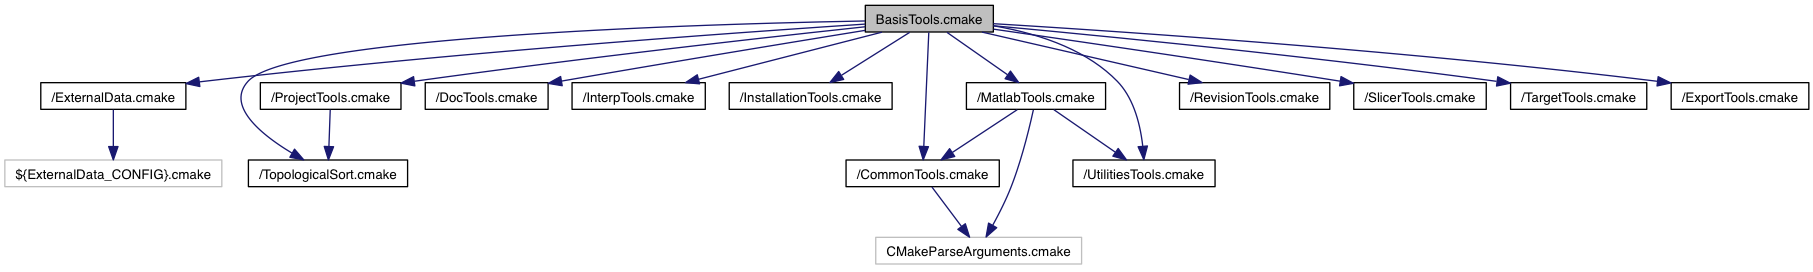 BasisTools.cmake
/ExternalData.cmake
/ProjectTools.cmake
/DocTools.cmake
/InterpTools.cmake
/InstallationTools.cmake
/MatlabTools.cmake
/RevisionTools.cmake
/SlicerTools.cmake
/TargetTools.cmake
/ExportTools.cmake
${ExternalData_CONFIG}.cmake
/TopologicalSort.cmake
/CommonTools.cmake
/UtilitiesTools.cmake
CMakeParseArguments.cmake